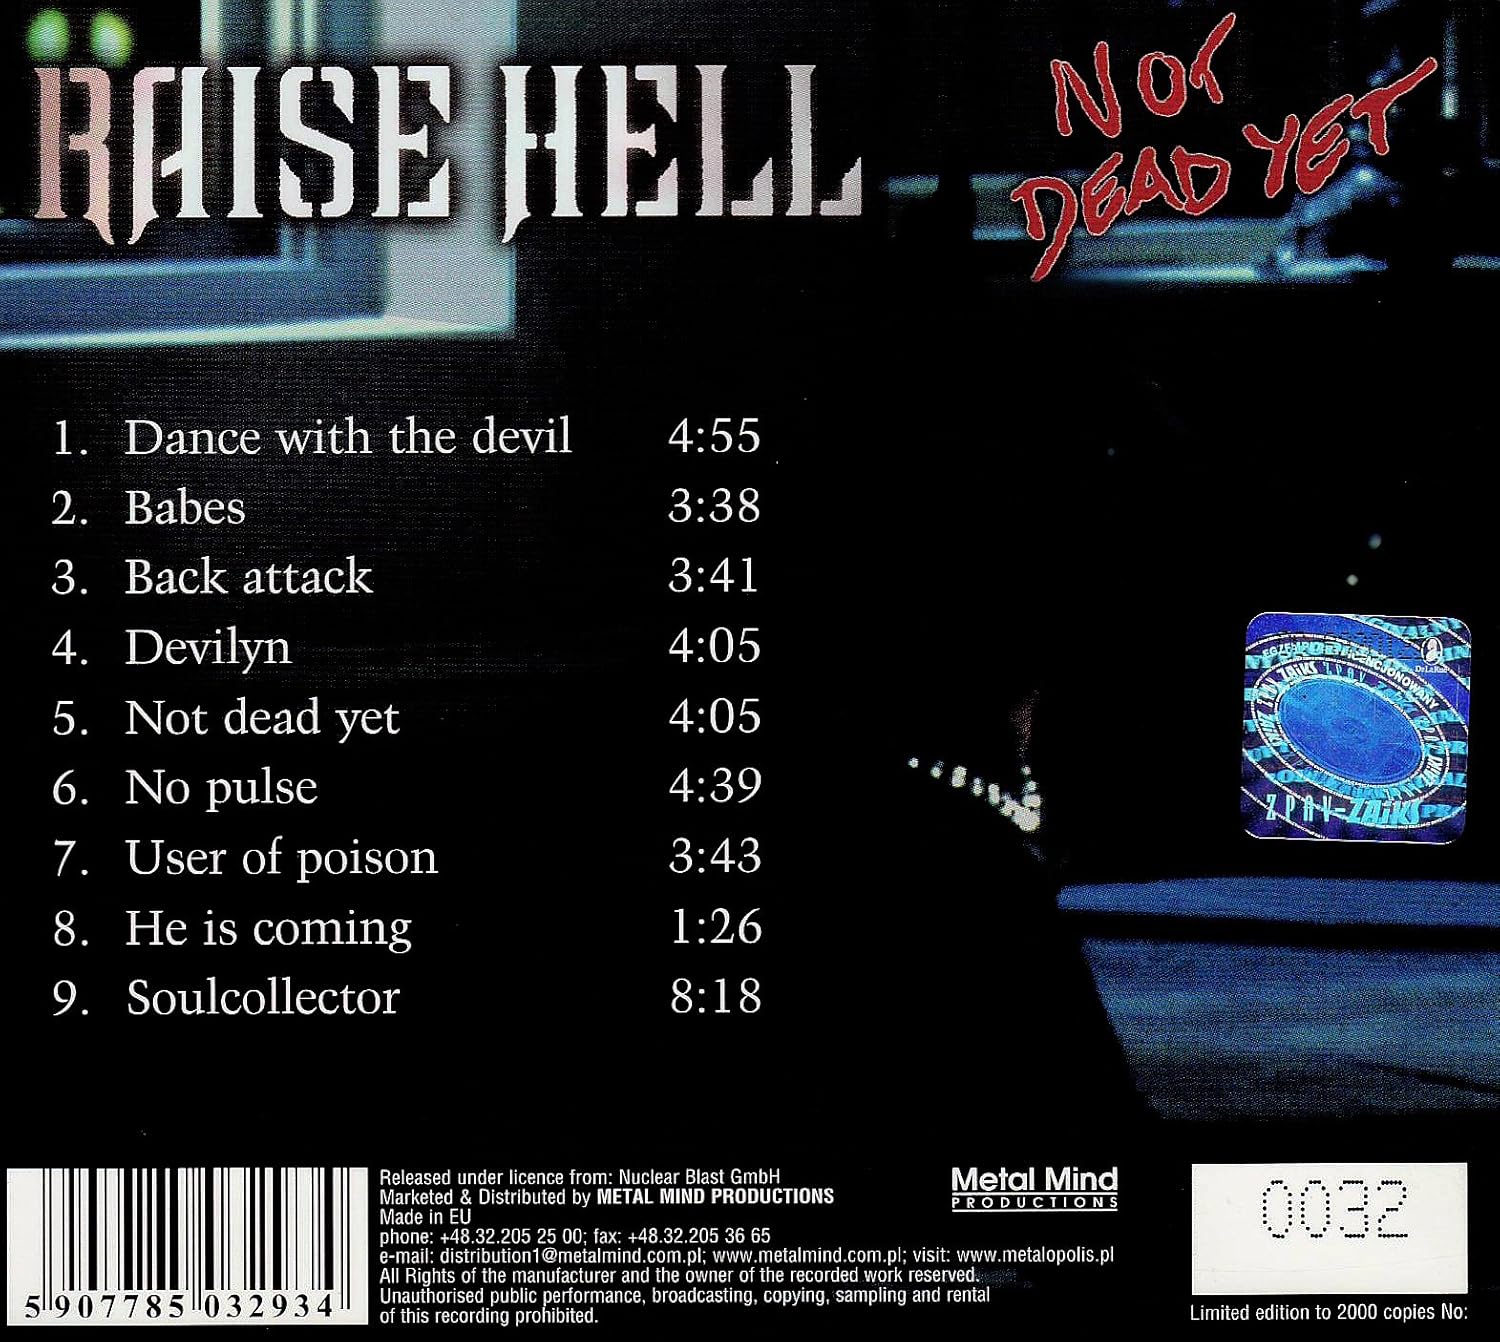 RAISE HELL
NOT
DEAD YET
1. Dance with the devil 4:55
2. Babes 3:38
3. Back attack 3:41
4. Devilyn 4:05
5. Not dead yet 4:05
6. No pulse 4:39
7. User of poison 3:43
8. He is coming 1:26
9. Soulcollector 8:18
ZPAV-ZAiKS
5 907785 032934
Released under licence from: Nuclear Blast GmbH
Marketed & Distributed by METAL MIND PRODUCTIONS
Made in EU
phone: +48.32.205 25 00; fax: +48.32.205 36 65
e-mail: distribution1@metalmind.com.pl; www.metalmind.com.pl; visit: www.metalopolis.pl
All Rights of the manufacturer and the owner of the recorded work reserved.
Unauthorised public performance, broadcasting, copying, sampling and rental
of this recording prohibited.
Metal Mind
PRODUCTIONS
0032
Limited edition to 2000 copies No: